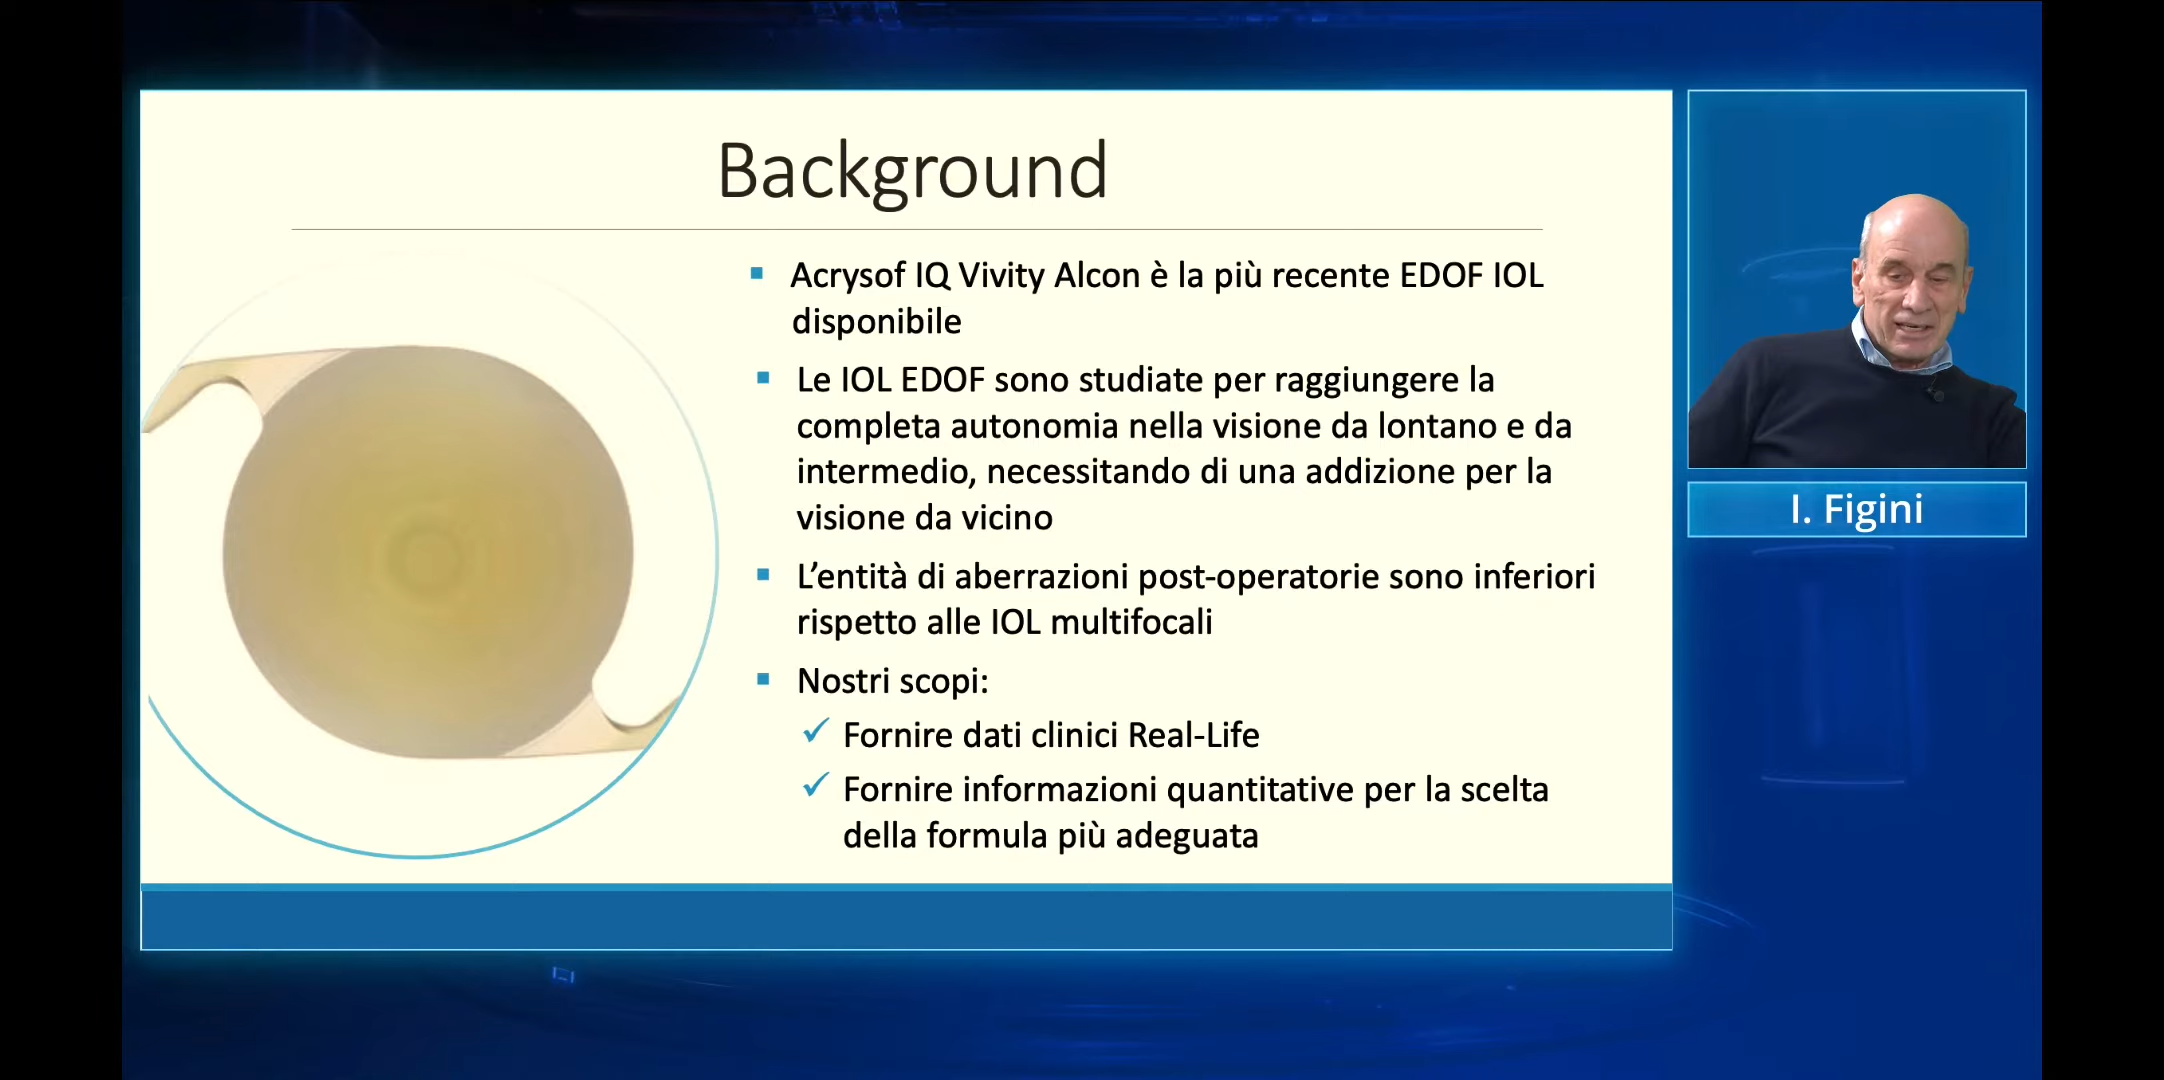 Background
Acrysof IQ Vivity Alcon è la più recente EDOF IOL
disponibile
Le IOL EDOF sono studiate per raggiungere la
completa autonomia nella visione da lontano e da
intermedio, necessitando di una addizione per la
visione da vicino
L’entità di aberrazioni post-operatorie sono inferiori
rispetto alle IOL multifocali
Nostri scopi:
Fornire dati clinici Real-Life
Fornire informazioni quantitative per la scelta
della formula più adeguata
I. Figini